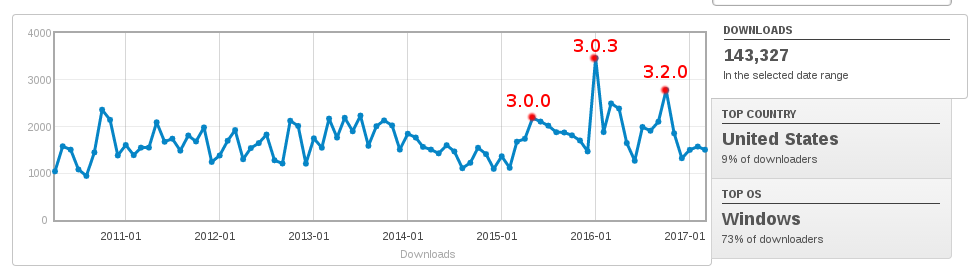 4000
3000
2000
1000
0
3.0.0
3.0.3
3.2.0
2011-01 2012-01 2013-01 2014-01 2015-01 2016-01 2017-01
Downloads
DOWNLOADS
143,327
In the selected date range
TOP COUNTRY
United States
9% of downloaders
TOP OS
Windows
73% of downloaders